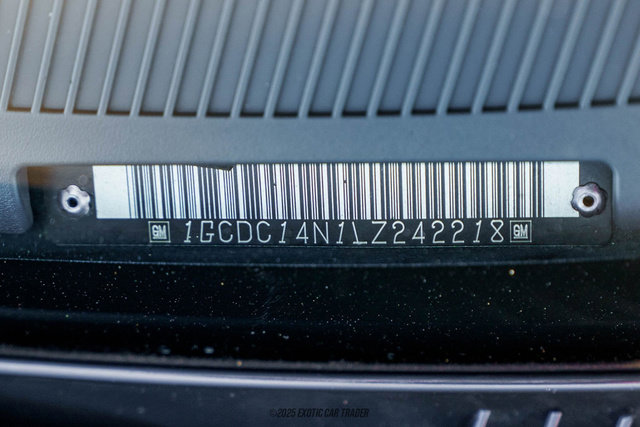 GM 1GCDC14N1LZ242218 GM
©2025 EXOTIC CAR TRADER